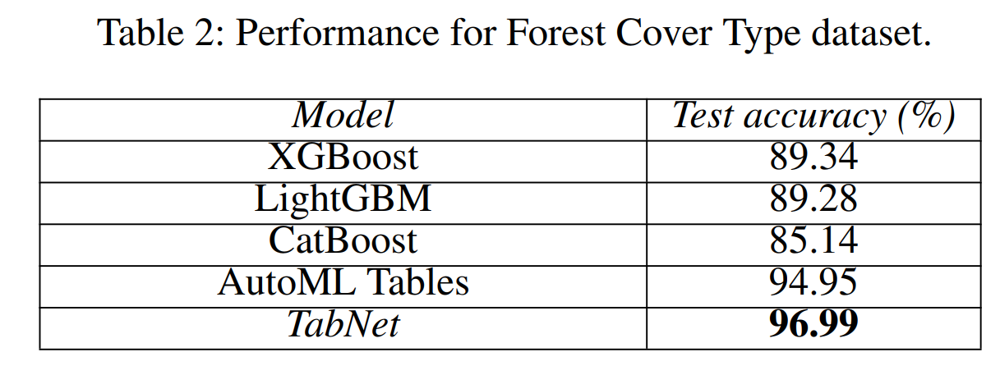 Table 2: Performance for Forest Cover Type dataset.
Model Test accuracy (%)
XGBoost 89.34
LightGBM 89.28
CatBoost 85.14
AutoML Tables 94.95
TabNet 96.99